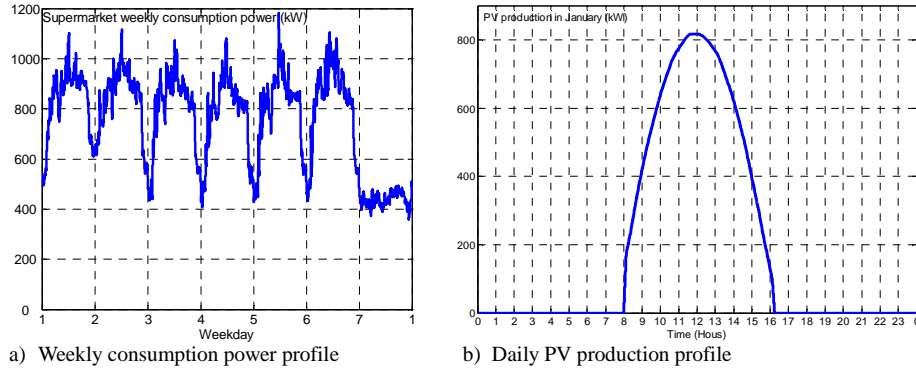 Supermarket weekly consumption power (kW)
1200
1000
800
600
400
200
0
1 2 3 4 5 6 7 1
Weekday
a) Weekly consumption power profile
PV production in January (kW)
800
600
400
200
0
0 1 2 3 4 5 6 7 8 9 10 11 12 13 14 15 16 17 18 19 20 21 22 23 0
Time (Hous)
b) Daily PV production profile